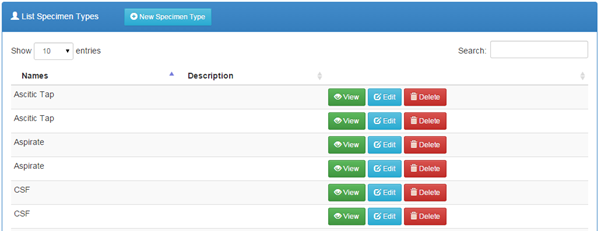 List Specimen Types New Specimen Type
Show 10 entries Search:
Names Description
Ascitic Tap View Edit Delete
Ascitic Tap View Edit Delete
Aspirate View Edit Delete
Aspirate View Edit Delete
CSF View Edit Delete
CSF View Edit Delete